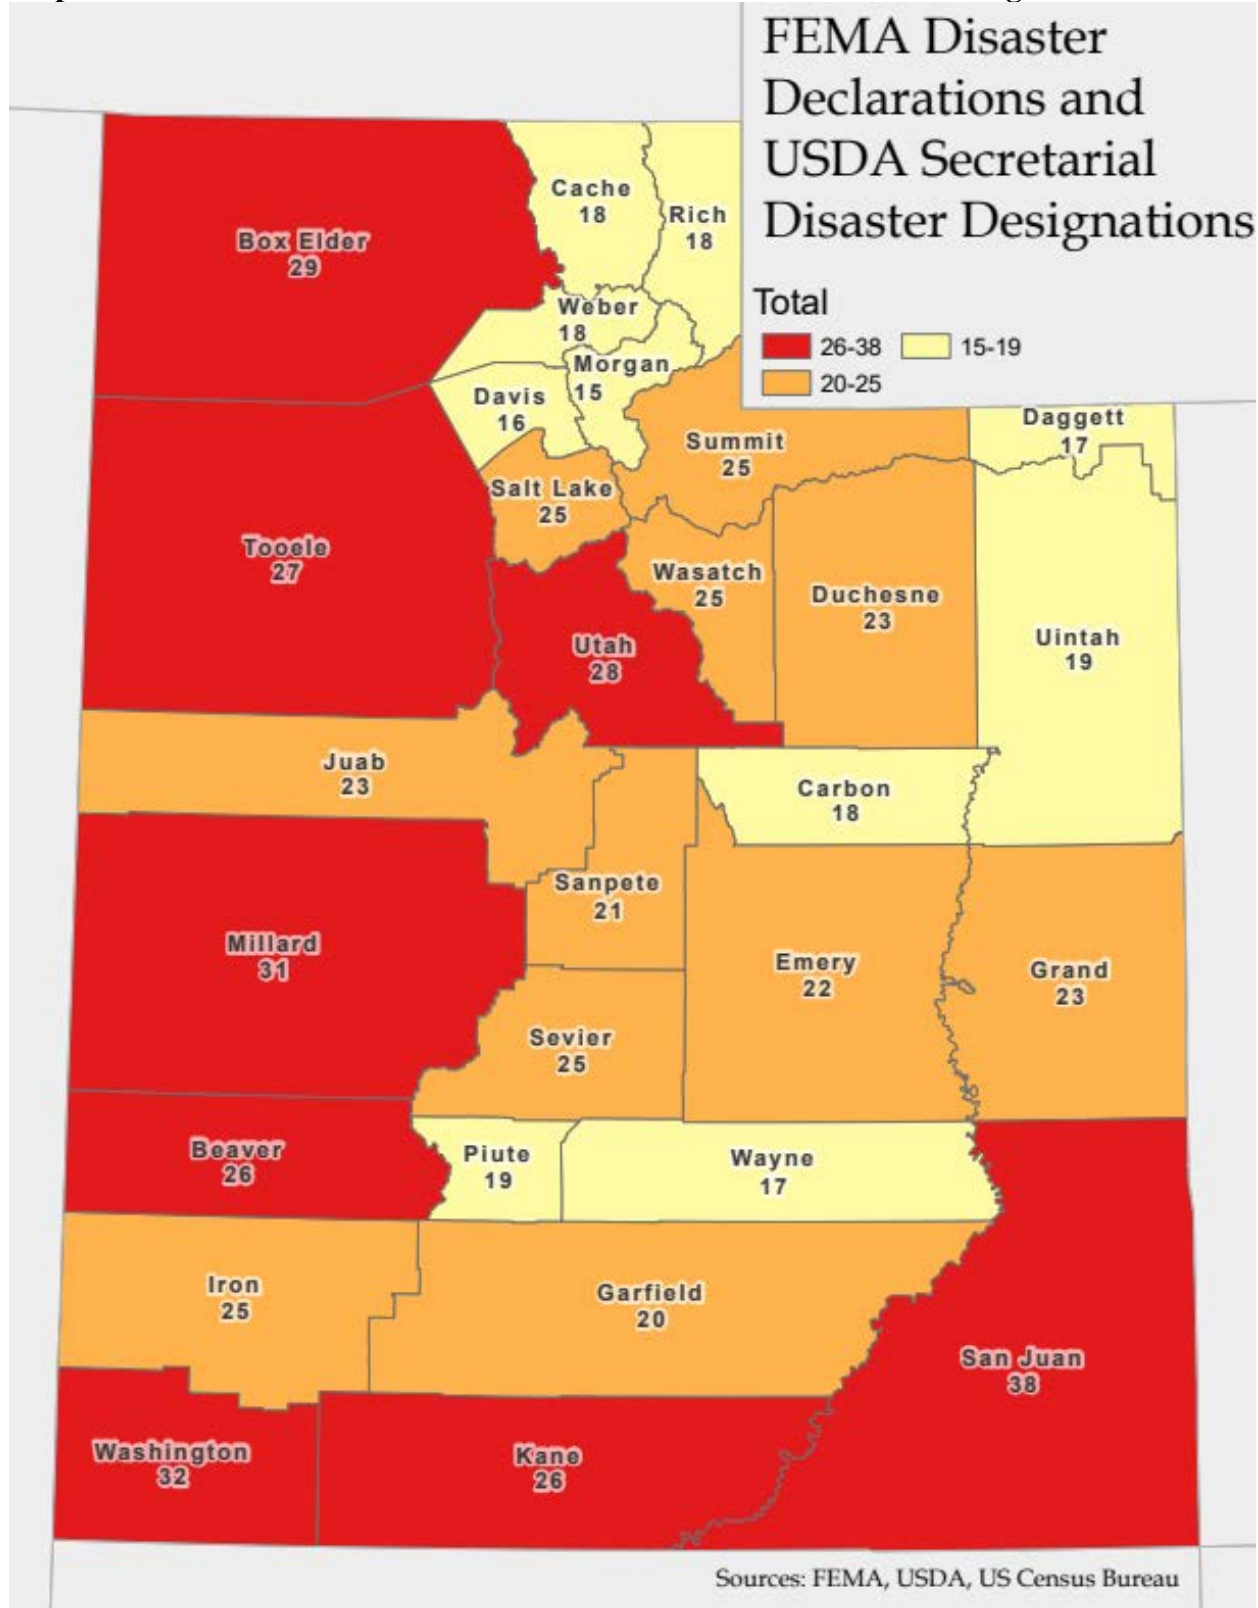 FEMA Disaster
Declarations and
USDA Secretarial
Disaster Designations
Total
26-38
15-19
20-25
Cache
18
Rich
18
Box Elder
29
Weber
18
Morgan
15
Davis
16
Daggett
17
Summit
25
Salt Lake
25
Tooele
27
Wasatch
25
Duchesne
23
Uintah
19
Utah
28
Juab
23
Carbon
18
Sanpete
21
Millard
31
Emery
22
Grand
23
Sevier
25
Beaver
26
Piute
19
Wayne
17
Iron
25
Garfield
20
San Juan
38
Washington
32
Kane
26
Sources: FEMA, USDA, US Census Bureau